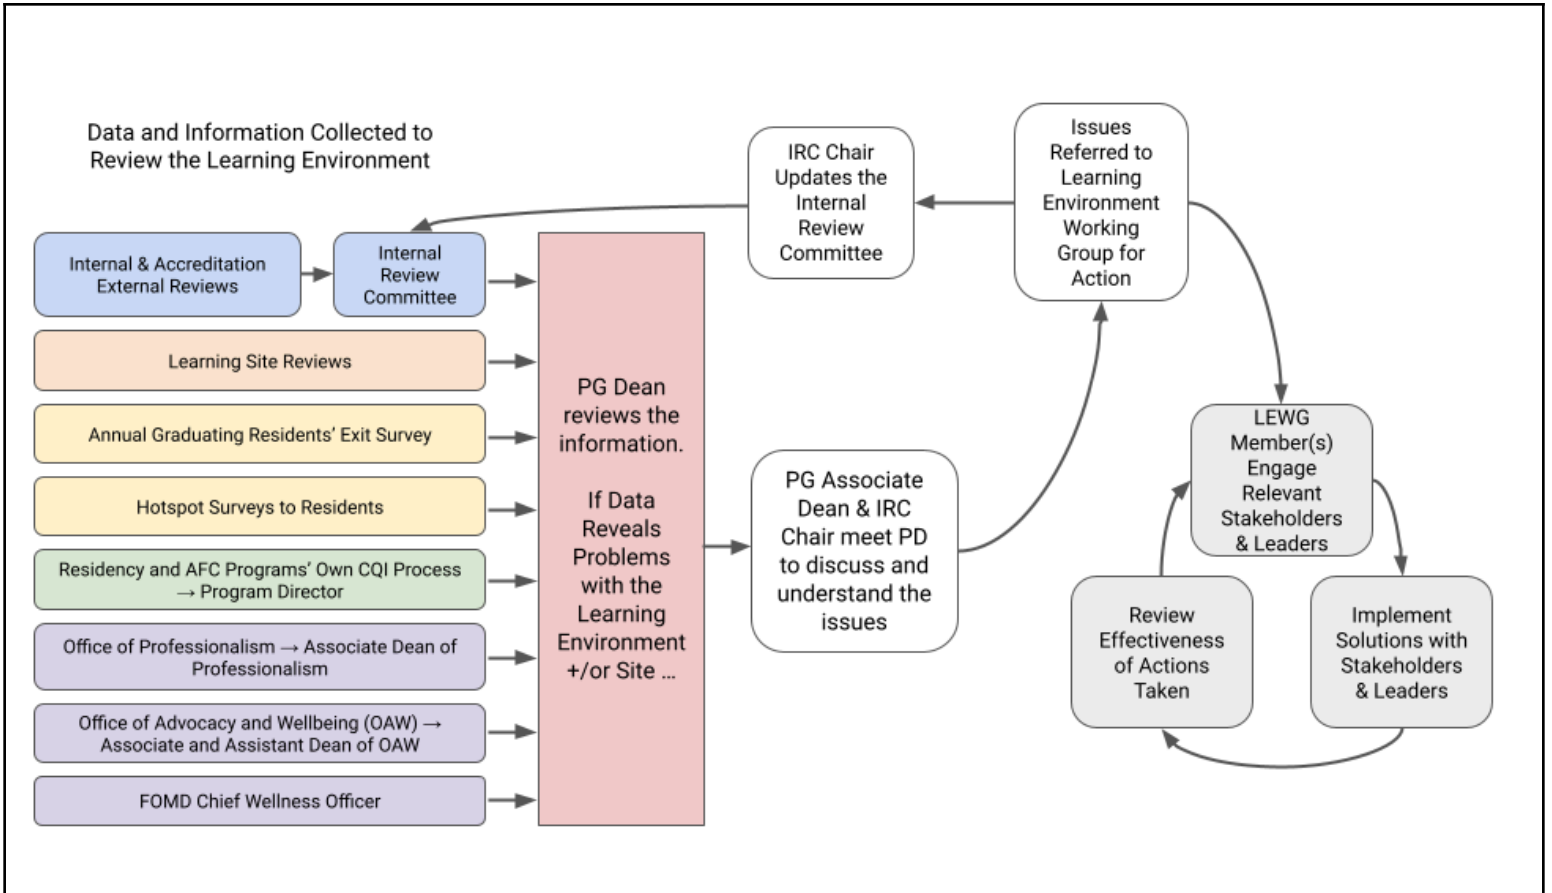 Data and Information Collected to
Review the Learning Environment
Internal & Accreditation
External Reviews
Internal
Review
Committee
Learning Site Reviews
Annual Graduating Residents’ Exit Survey
Hotspot Surveys to Residents
Residency and AFC Programs’ Own CQI Process
→ Program Director
Office of Professionalism → Associate Dean of
Professionalism
Office of Advocacy and Wellbeing (OAW) →
Associate and Assistant Dean of OAW
FOMD Chief Wellness Officer
PG Dean
reviews the
information.
If Data
Reveals
Problems
with the
Learning
Environment
+/or Site ...
PG Associate
Dean & IRC
Chair meet PD
to discuss and
understand the
issues
IRC Chair
Updates the
Internal
Review
Committee
Issues
Referred to
Learning
Environment
Working
Group for
Action
LEWG
Member(s)
Engage
Relevant
Stakeholders
& Leaders
Implement
Solutions with
Stakeholders
& Leaders
Review
Effectiveness
of Actions
Taken